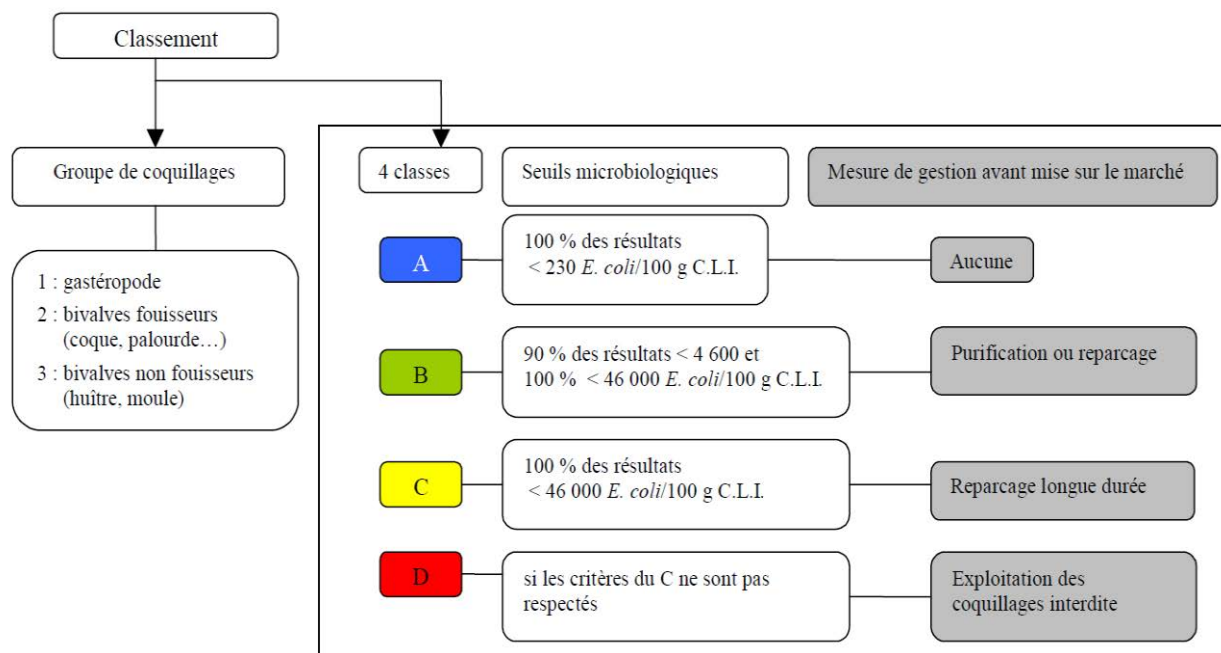 Classement
Groupe de coquillages
1 : gastéropode
2 : bivalves fouisseurs
(coque, palourde…)
3 : bivalves non fouisseurs
(huître, moule)
4 classes
Seuils microbiologiques
Mesure de gestion avant mise sur le marché
A
100 % des résultats
< 230 E. coli/100 g C.L.I.
Aucune
B
90 % des résultats < 4 600 et
100 % < 46 000 E. coli/100 g C.L.I.
Purification ou reparcage
C
100 % des résultats
< 46 000 E. coli/100 g C.L.I.
Reparcage longue durée
D
si les critères du C ne sont pas
respectés
Exploitation des
coquillages interdite